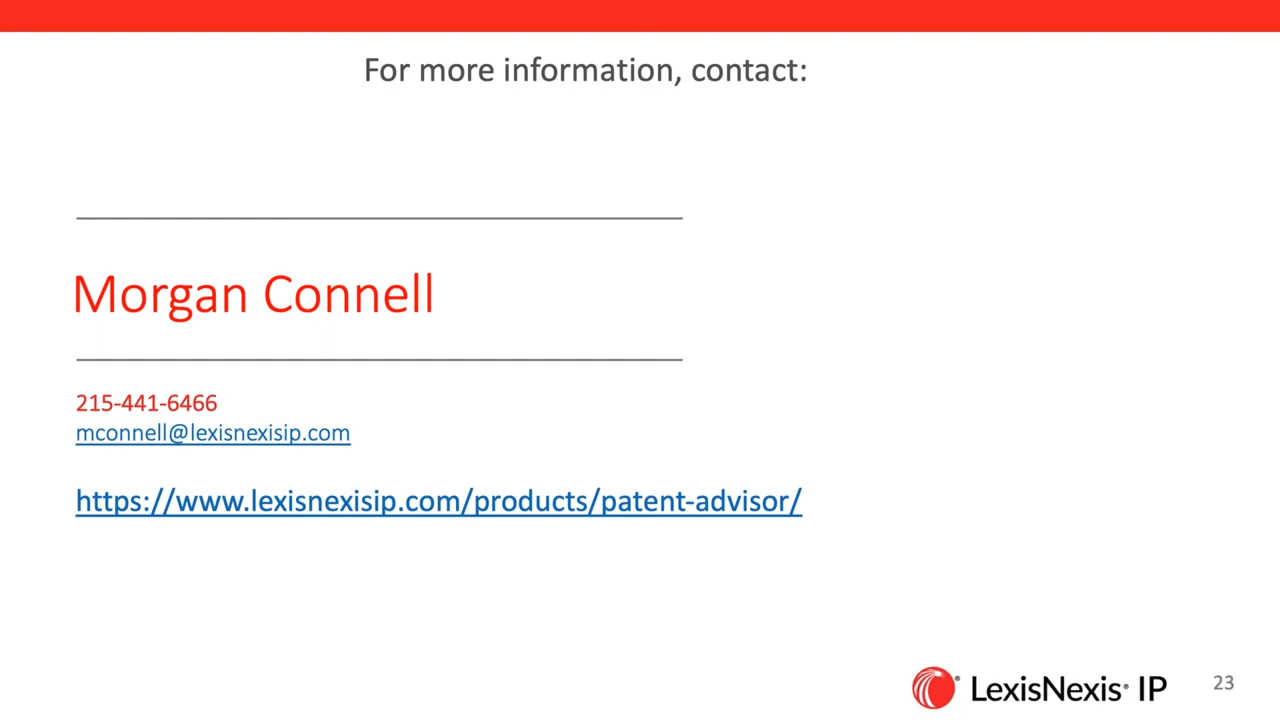 For more information, contact:
Morgan Connell
215-441-6466
mconnell@lexisnexisip.com
https://www.lexisnexisip.com/products/patent-advisor/
LexisNexis® IP
23